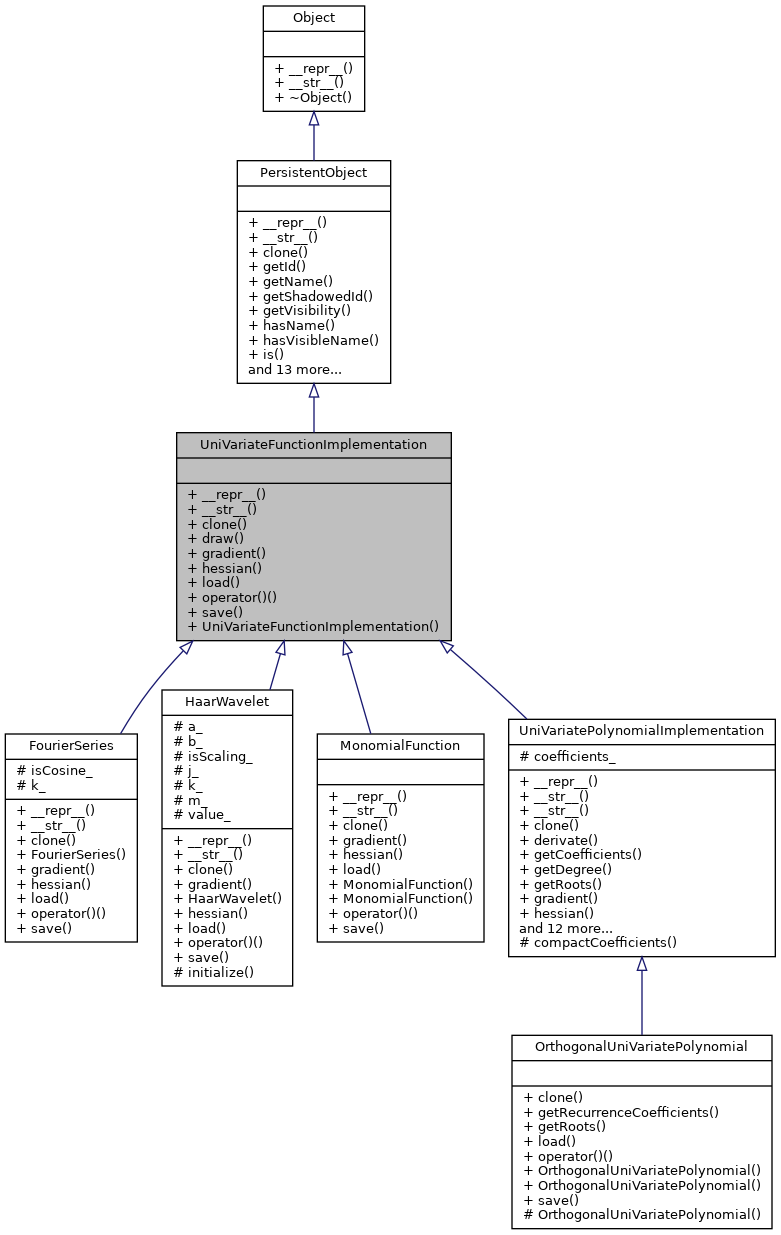 Object
+ __repr__()
+ __str__()
+ ~Object()
PersistentObject
+ __repr__()
+ __str__()
+ clone()
+ getId()
+ getName()
+ getShadowedId()
+ getVisibility()
+ hasName()
+ hasVisibleName()
+ is()
and 13 more...
UniVariateFunctionImplementation
+ __repr__()
+ __str__()
+ clone()
+ draw()
+ gradient()
+ hessian()
+ load()
+ operator()()
+ save()
+ UniVariateFunctionImplementation()
FourierSeries
# isCosine_
# k_
+ __repr__()
+ __str__()
+ clone()
+ FourierSeries()
+ gradient()
+ hessian()
+ load()
+ operator()()
+ save()
HaarWavelet
# a_
# b_
# isScaling_
# j_
# k_
# m_
# value_
+ __repr__()
+ __str__()
+ clone()
+ gradient()
+ HaarWavelet()
+ hessian()
+ load()
+ operator()()
+ save()
# initialize()
MonomialFunction
+ __repr__()
+ __str__()
+ clone()
+ gradient()
+ hessian()
+ load()
+ MonomialFunction()
+ MonomialFunction()
+ operator()()
+ save()
UniVariatePolynomialImplementation
# coefficients_
+ __repr__()
+ __str__()
+ __str__()
+ clone()
+ derivate()
+ getCoefficients()
+ getDegree()
+ getRoots()
+ gradient()
+ hessian()
and 12 more...
# compactCoefficients()
OrthogonalUniVariatePolynomial
+ clone()
+ getRecurrenceCoefficients()
+ getRoots()
+ load()
+ operator()()
+ OrthogonalUniVariatePolynomial()
+ OrthogonalUniVariatePolynomial()
+ save()
# OrthogonalUniVariatePolynomial()